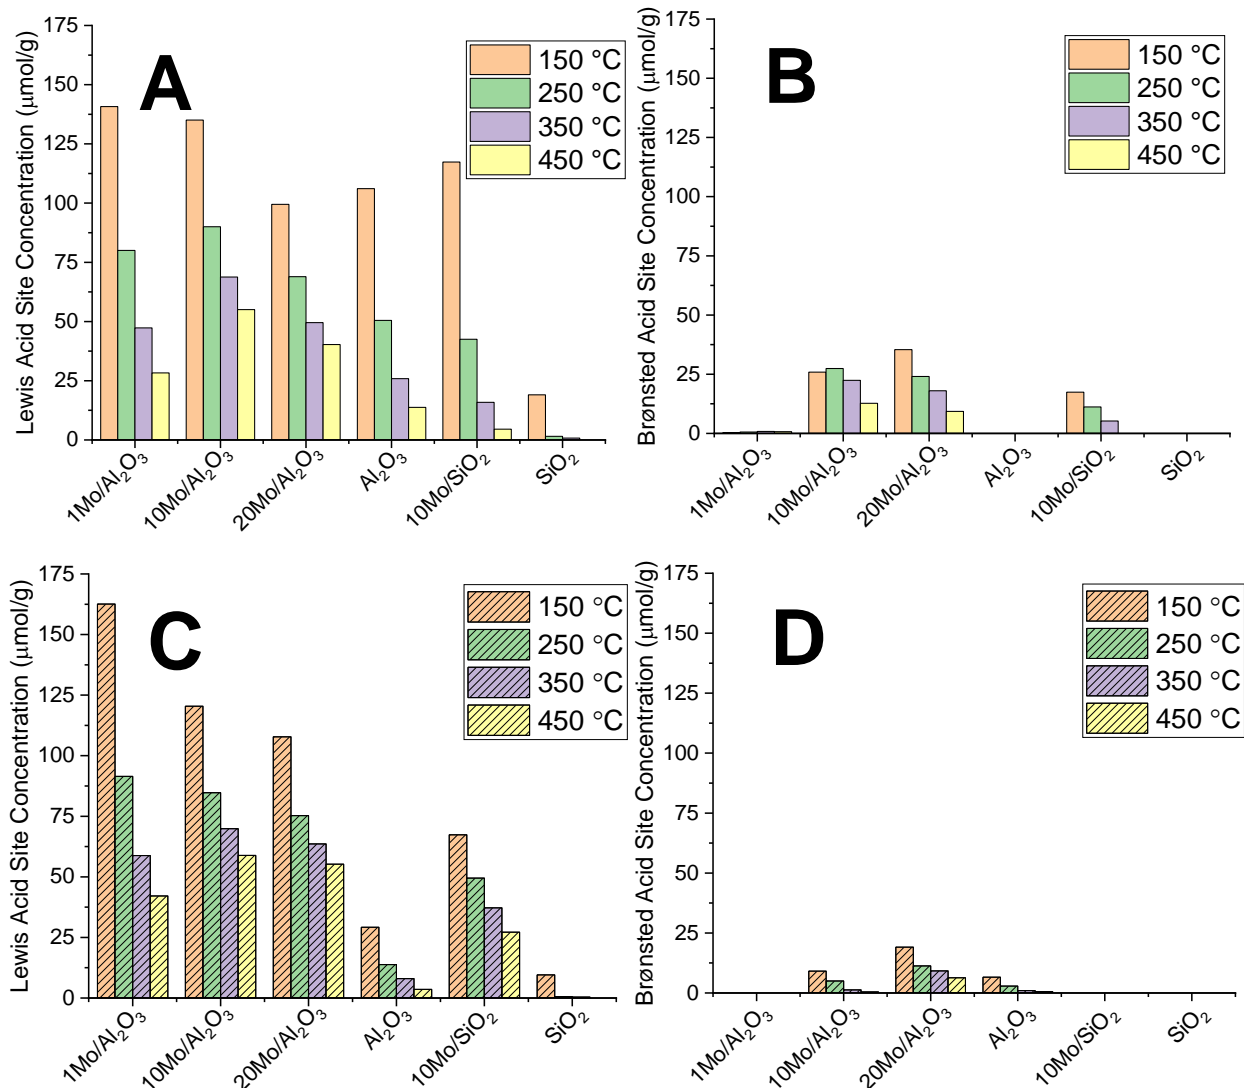 A
Lewis Acid Site Concentration (μmol/g)
175
150
125
100
75
50
25
0
150 °C
250 °C
350 °C
450 °C
1Mo/Al₂O₃
10Mo/Al₂O₃
20Mo/Al₂O₃
Al₂O₃
10Mo/SiO₂
SiO₂
B
Brønsted Acid Site Concentration (μmol/g)
175
150
125
100
75
50
25
0
150 °C
250 °C
350 °C
450 °C
1Mo/Al₂O₃
10Mo/Al₂O₃
20Mo/Al₂O₃
Al₂O₃
10Mo/SiO₂
SiO₂
C
Lewis Acid Site Concentration (μmol/g)
175
150
125
100
75
50
25
0
150 °C
250 °C
350 °C
450 °C
1Mo/Al₂O₃
10Mo/Al₂O₃
20Mo/Al₂O₃
Al₂O₃
10Mo/SiO₂
SiO₂
D
Brønsted Acid Site Concentration (μmol/g)
175
150
125
100
75
50
25
0
150 °C
250 °C
350 °C
450 °C
1Mo/Al₂O₃
10Mo/Al₂O₃
20Mo/Al₂O₃
Al₂O₃
10Mo/SiO₂
SiO₂